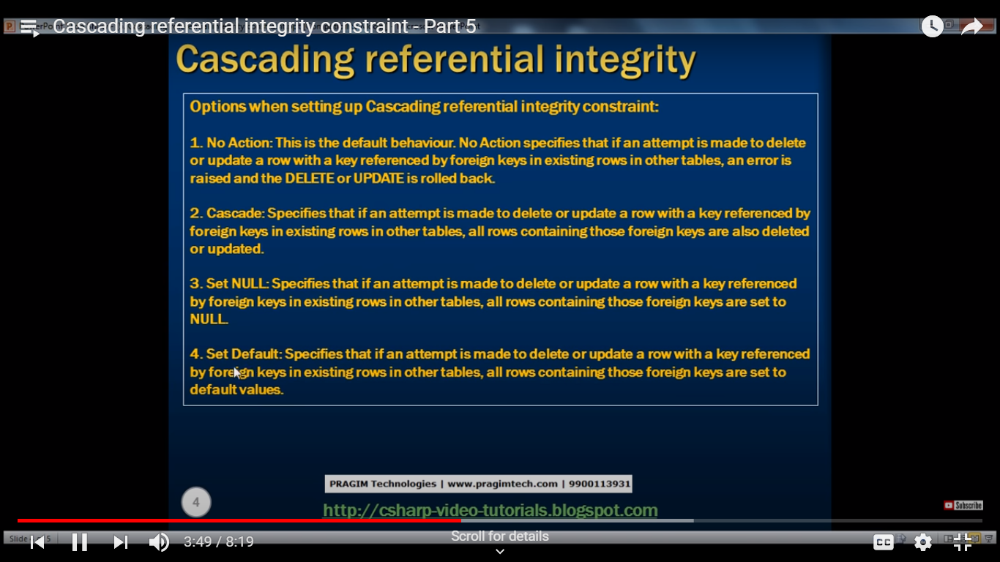 Cascading referential integrity constraint - Part 5
Cascading referential integrity
Options when setting up Cascading referential integrity constraint:
1. No Action: This is the default behaviour. No Action specifies that if an attempt is made to delete
or update a row with a key referenced by foreign keys in existing rows in other tables, an error is
raised and the DELETE or UPDATE is rolled back.
2. Cascade: Specifies that if an attempt is made to delete or update a row with a key referenced by
foreign keys in existing rows in other tables, all rows containing those foreign keys are also deleted
or updated.
3. Set NULL: Specifies that if an attempt is made to delete or update a row with a key referenced
by foreign keys in existing rows in other tables, all rows containing those foreign keys are set to
NULL.
4. Set Default: Specifies that if an attempt is made to delete or update a row with a key referenced
by foreign keys in existing rows in other tables, all rows containing those foreign keys are set to
default values.
PRAGIM Technologies | www.pragimtech.com | 9900113931
4
http://csharp-video-tutorials.blogspot.com
Subscribe
Slide 5
3:49 / 8:19
Scroll for details
CC